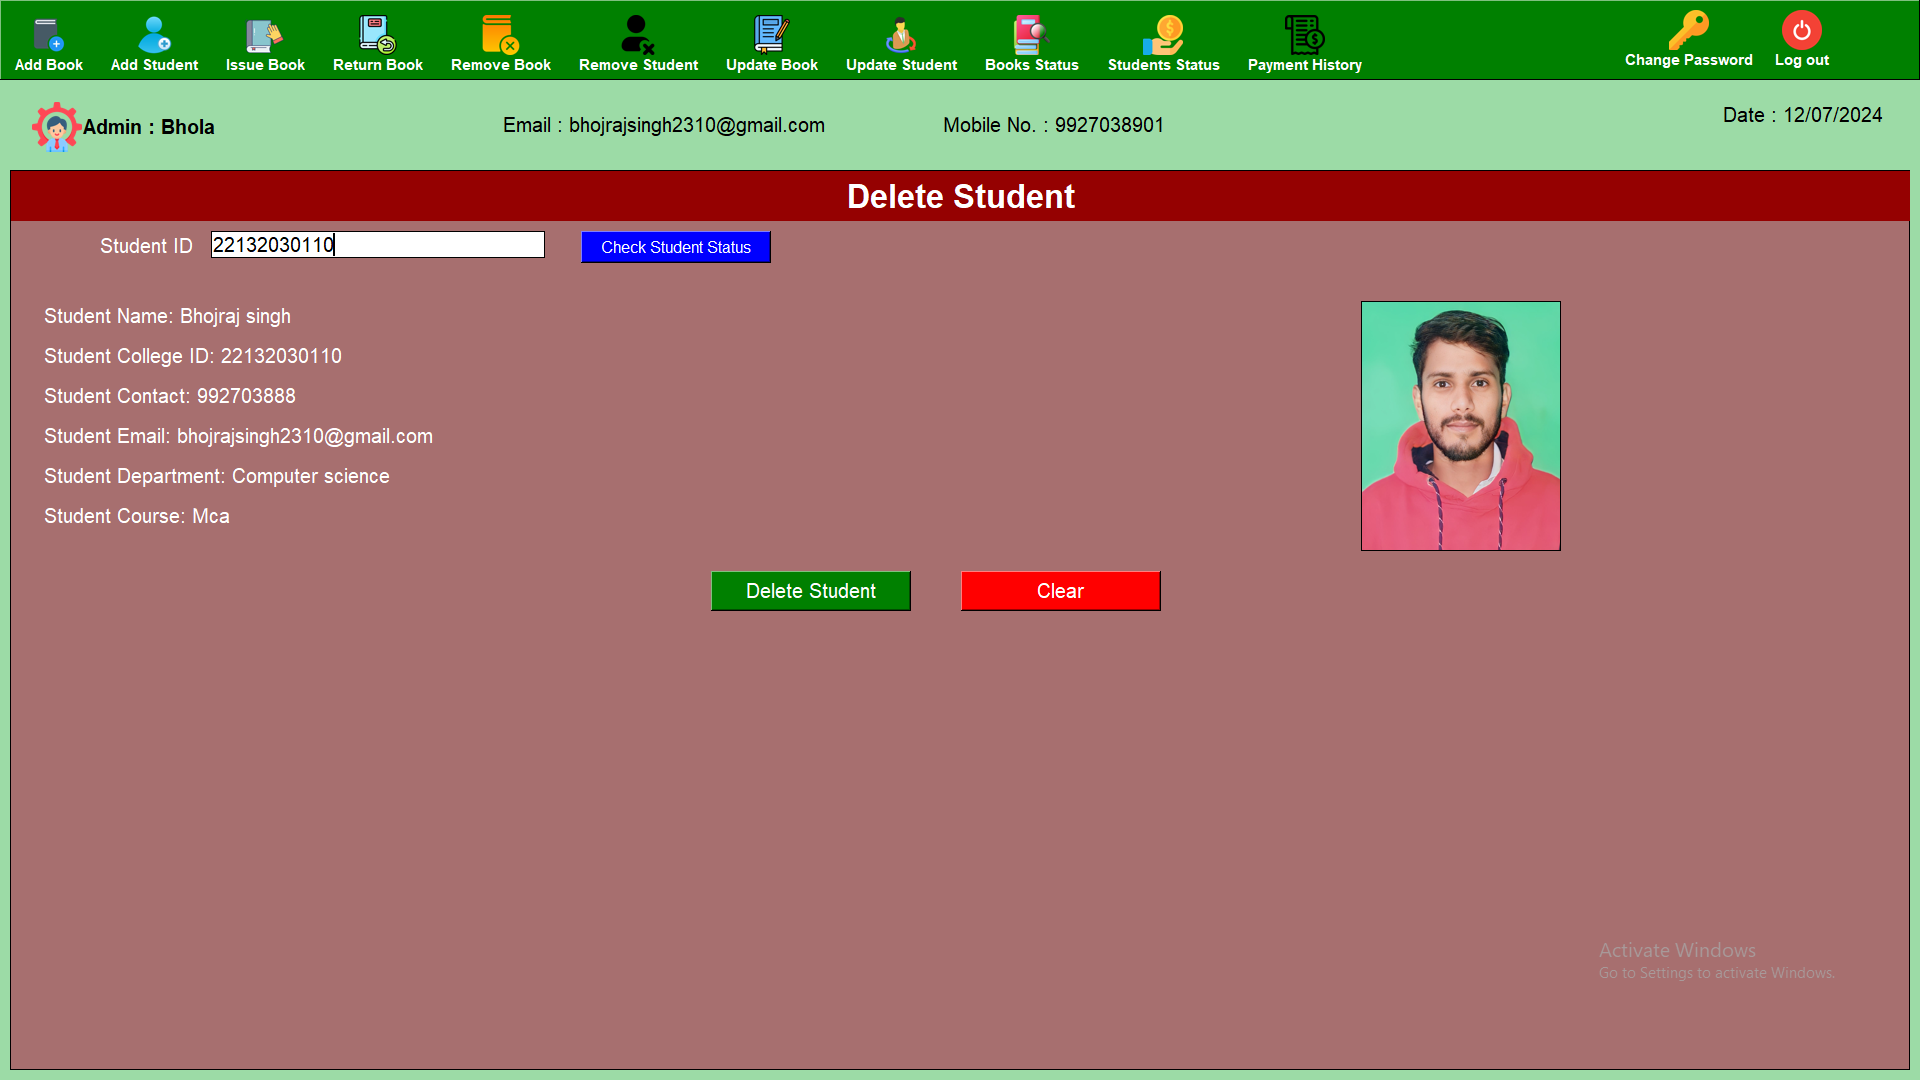 Add Book
Add Student
Issue Book
Return Book
Remove Book
Remove Student
Update Book
Update Student
Books Status
Students Status
Payment History
Change Password
Log out
Admin : Bhola
Email : bhojrajsingh2310@gmail.com
Mobile No. : 9927038901
Date : 12/07/2024
Delete Student
Student ID
22132030110
Check Student Status
Student Name: Bhojraj singh
Student College ID: 22132030110
Student Contact: 992703888
Student Email: bhojrajsingh2310@gmail.com
Student Department: Computer science
Student Course: Mca
Delete Student
Clear
Activate Windows
Go to Settings to activate Windows.